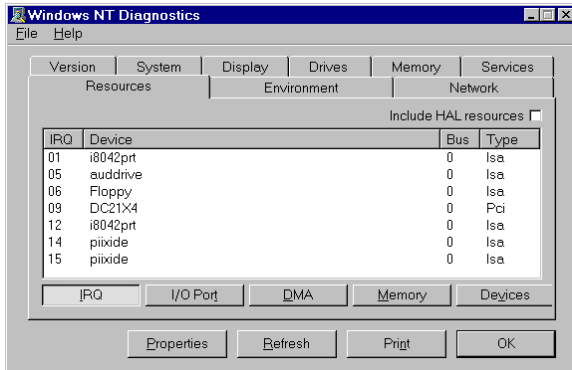 Windows NT Diagnostics
File Help
Version System Display Drives Memory Services
Resources Environment Network
Include HAL resources
IRQ Device Bus Type
01 i8042prt 0 Isa
05 auddrive 0 Isa
06 Floppy 0 Isa
09 DC21X4 0 Pci
12 i8042prt 0 Isa
14 piixide 0 Isa
15 piixide 0 Isa
IRQ I/O Port DMA Memory Devices
Properties Refresh Print OK